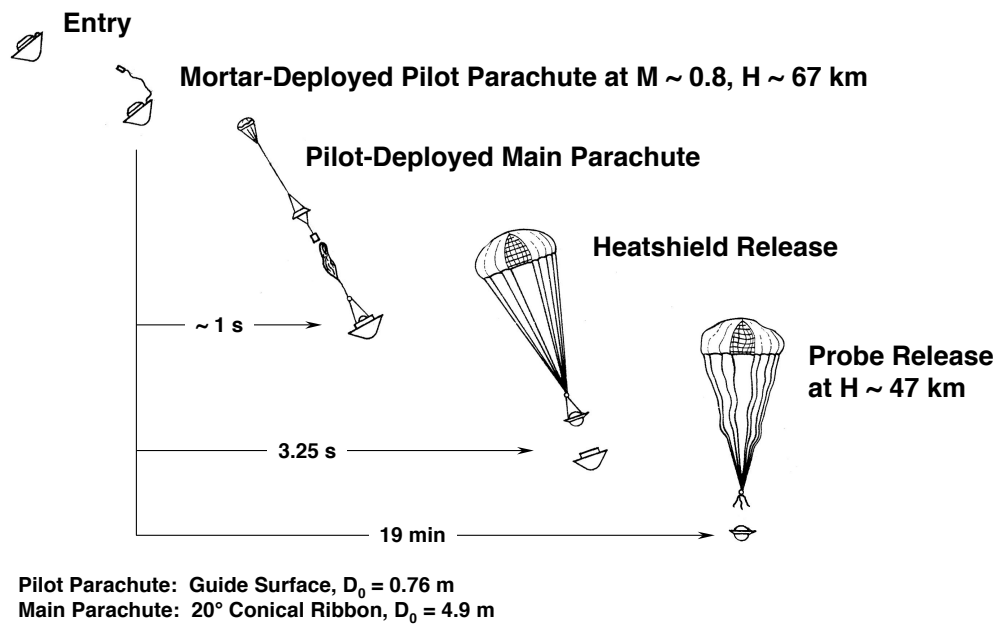 Entry
Mortar-Deployed Pilot Parachute at M ~ 0.8, H ~ 67 km
Pilot-Deployed Main Parachute
Heatshield Release
~ 1 s
Probe Release
at H ~ 47 km
3.25 s
19 min
Pilot Parachute: Guide Surface, D₀ = 0.76 m
Main Parachute: 20° Conical Ribbon, D₀ = 4.9 m